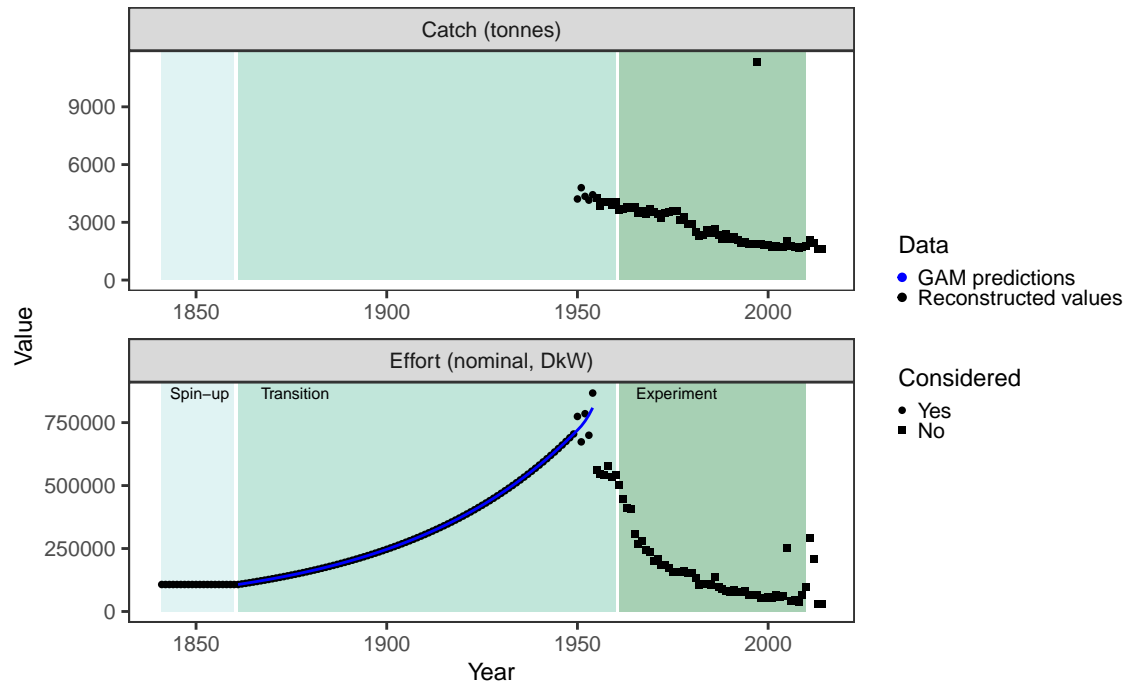 Catch (tonnes)
9000
6000
3000
0
1850
1900
1950
2000
Value
Effort (nominal, DkW)
Spin−up
Transition
Experiment
750000
500000
250000
0
1850
1900
1950
2000
Year
Data
GAM predictions
Reconstructed values
Considered
Yes
No